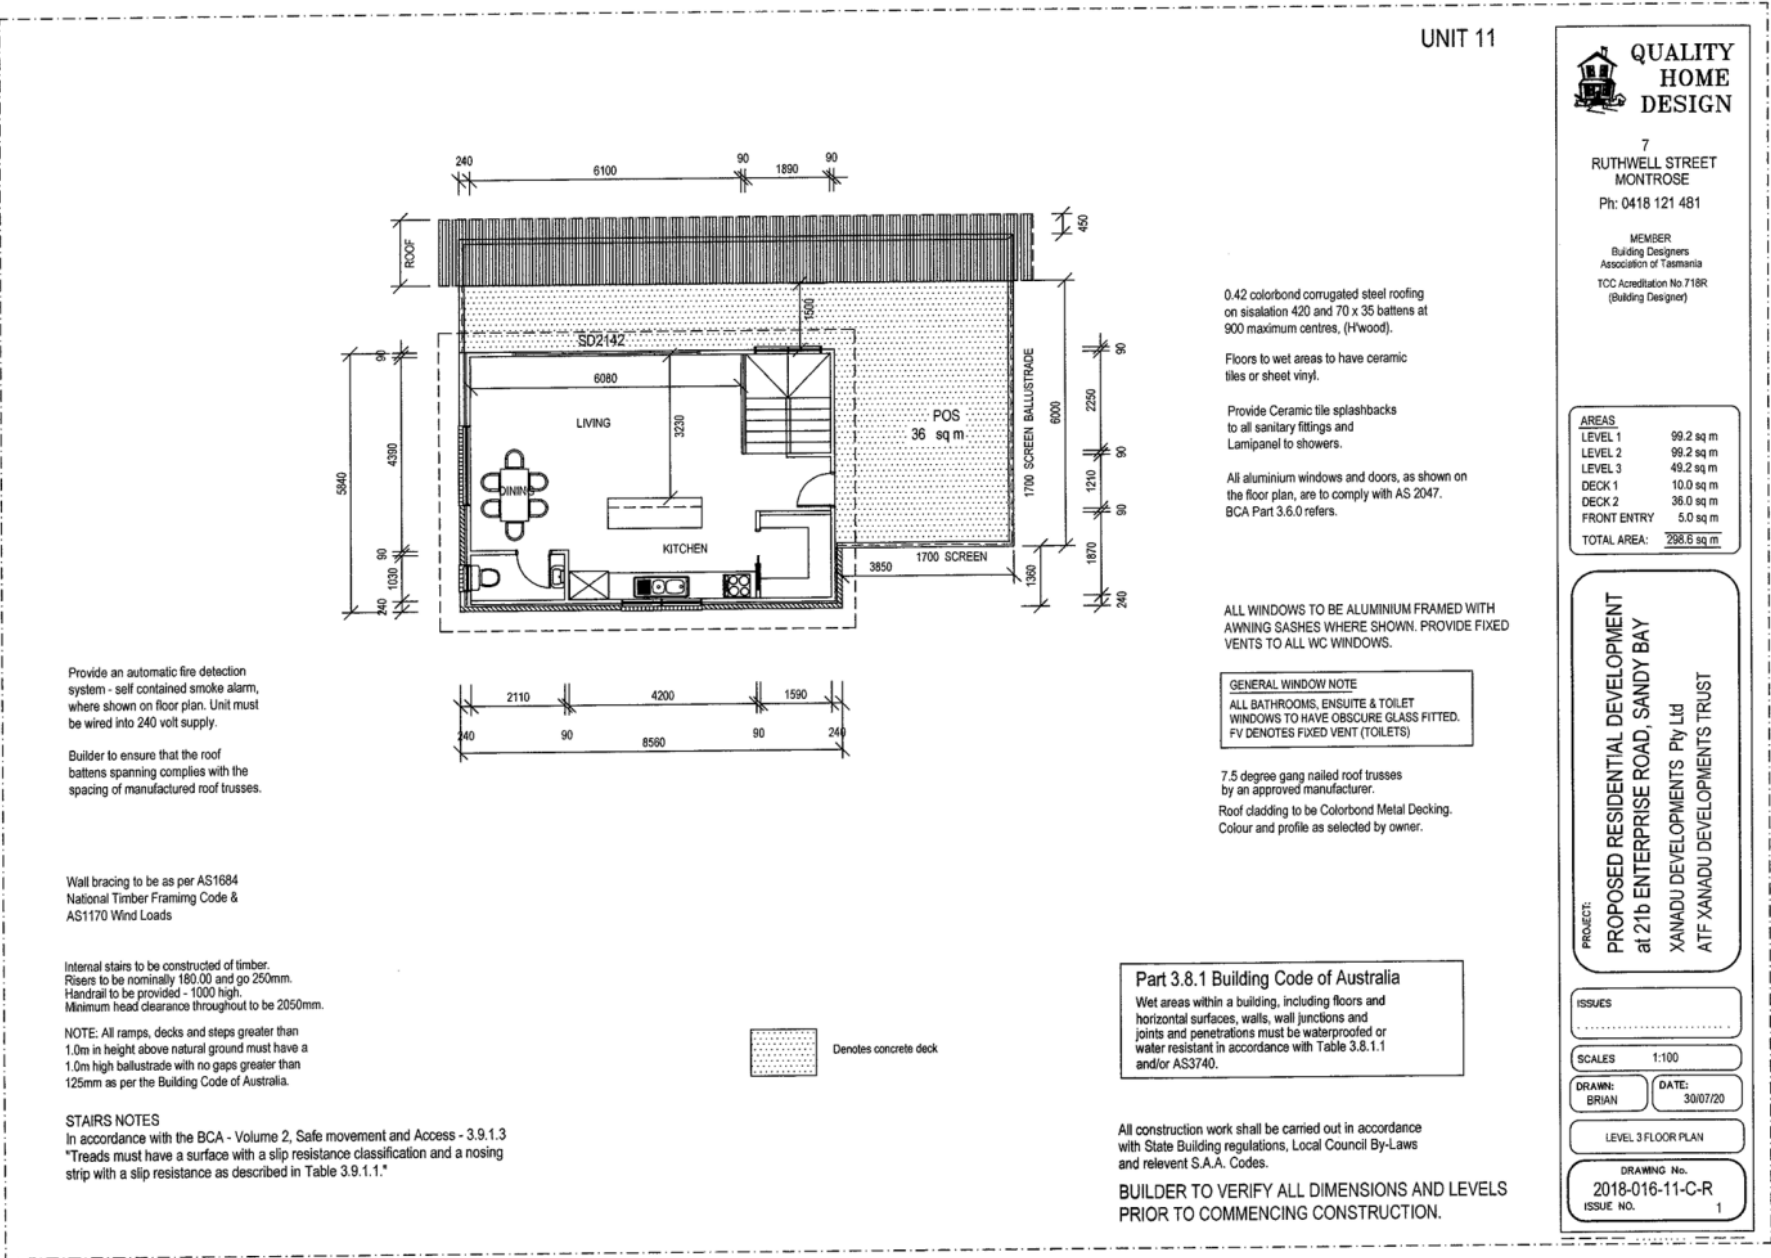 UNIT 11
QUALITY
HOME
DESIGN
7
RUTHWELL STREET
MONTROSE
Ph: 0418 121 481
MEMBER
Building Designers
Association of Tasmania
TCC Acreditation No.718R
(Building Designer)
AREAS
LEVEL 1 99.2 sq m
LEVEL 2 99.2 sq m
LEVEL 3 49.2 sq m
DECK 1 10.0 sq m
DECK 2 36.0 sq m
FRONT ENTRY 5.0 sq m
TOTAL AREA: 298.6 sq m
PROJECT:
PROPOSED RESIDENTIAL DEVELOPMENT
at 21b ENTERPRISE ROAD, SANDY BAY
XANADU DEVELOPMENTS Pty Ltd
ATF XANADU DEVELOPMENTS TRUST
ISSUES
SCALES 1:100
DRAWN:
BRIAN
DATE:
30/07/20
LEVEL 3 FLOOR PLAN
DRAWING No.
2018-016-11-C-R
ISSUE NO. 1
240
6100
90
1890
90
ROOF
450
1500
SD2142
6080
LIVING
3230
DINING
KITCHEN
POS
36 sq m
1700 SCREEN BALLUSTRADE
6000
1700 SCREEN
3850
1360
90
2250
90
1210
90
1870
240
5840
90
4390
90
1030
240
2110
4200
1590
240
90
8560
90
240
0.42 colorbond corrugated steel roofing
on sisalation 420 and 70 x 35 battens at
900 maximum centres, (H'wood).
Floors to wet areas to have ceramic
tiles or sheet vinyl.
Provide Ceramic tile splashbacks
to all sanitary fittings and
Lamipanel to showers.
All aluminium windows and doors, as shown on
the floor plan, are to comply with AS 2047.
BCA Part 3.6.0 refers.
ALL WINDOWS TO BE ALUMINIUM FRAMED WITH
AWNING SASHES WHERE SHOWN. PROVIDE FIXED
VENTS TO ALL WC WINDOWS.
GENERAL WINDOW NOTE
ALL BATHROOMS, ENSUITE & TOILET
WINDOWS TO HAVE OBSCURE GLASS FITTED.
FV DENOTES FIXED VENT (TOILETS)
7.5 degree gang nailed roof trusses
by an approved manufacturer.
Roof cladding to be Colorbond Metal Decking.
Colour and profile as selected by owner.
Provide an automatic fire detection
system - self contained smoke alarm,
where shown on floor plan. Unit must
be wired into 240 volt supply.
Builder to ensure that the roof
battens spanning complies with the
spacing of manufactured roof trusses.
Wall bracing to be as per AS1684
National Timber Framimg Code &
AS1170 Wind Loads
Internal stairs to be constructed of timber.
Risers to be nominally 180.00 and go 250mm.
Handrail to be provided - 1000 high.
Minimum head clearance throughout to be 2050mm.
NOTE: All ramps, decks and steps greater than
1.0m in height above natural ground must have a
1.0m high ballustrade with no gaps greater than
125mm as per the Building Code of Australia.
STAIRS NOTES
In accordance with the BCA - Volume 2, Safe movement and Access - 3.9.1.3
"Treads must have a surface with a slip resistance classification and a nosing
strip with a slip resistance as described in Table 3.9.1.1."
Denotes concrete deck
Part 3.8.1 Building Code of Australia
Wet areas within a building, including floors and
horizontal surfaces, walls, wall junctions and
joints and penetrations must be waterproofed or
water resistant in accordance with Table 3.8.1.1
and/or AS3740.
All construction work shall be carried out in accordance
with State Building regulations, Local Council By-Laws
and relevent S.A.A. Codes.
BUILDER TO VERIFY ALL DIMENSIONS AND LEVELS
PRIOR TO COMMENCING CONSTRUCTION.